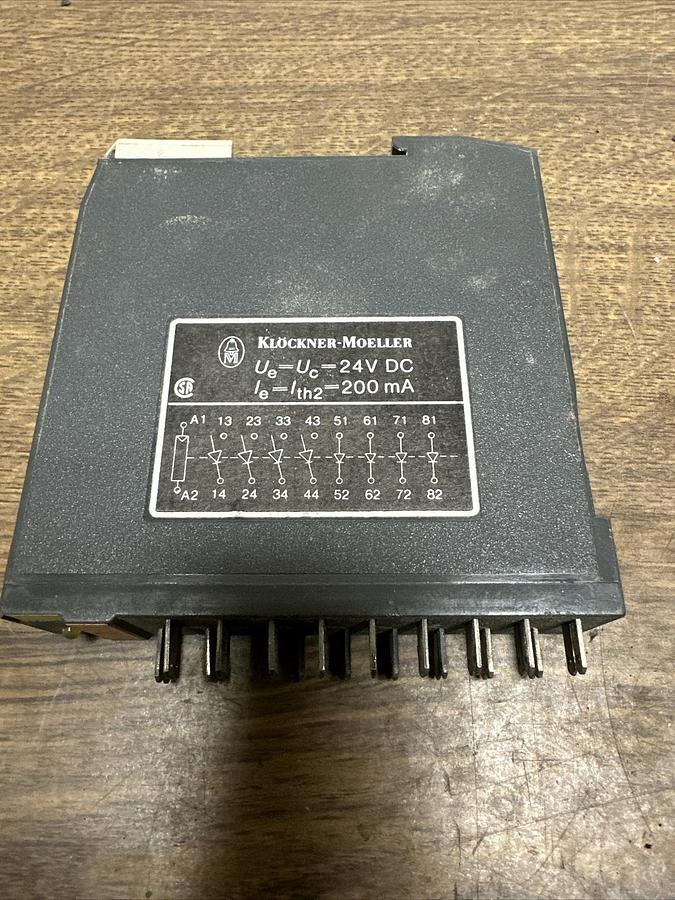 KLÖCKNER-MOELLER
Ue=Uc=24V DC
Ie=Ith2=200 mA
SA
A1 13 23 33 43 51 61 71 81
A2 14 24 34 44 52 62 72 82